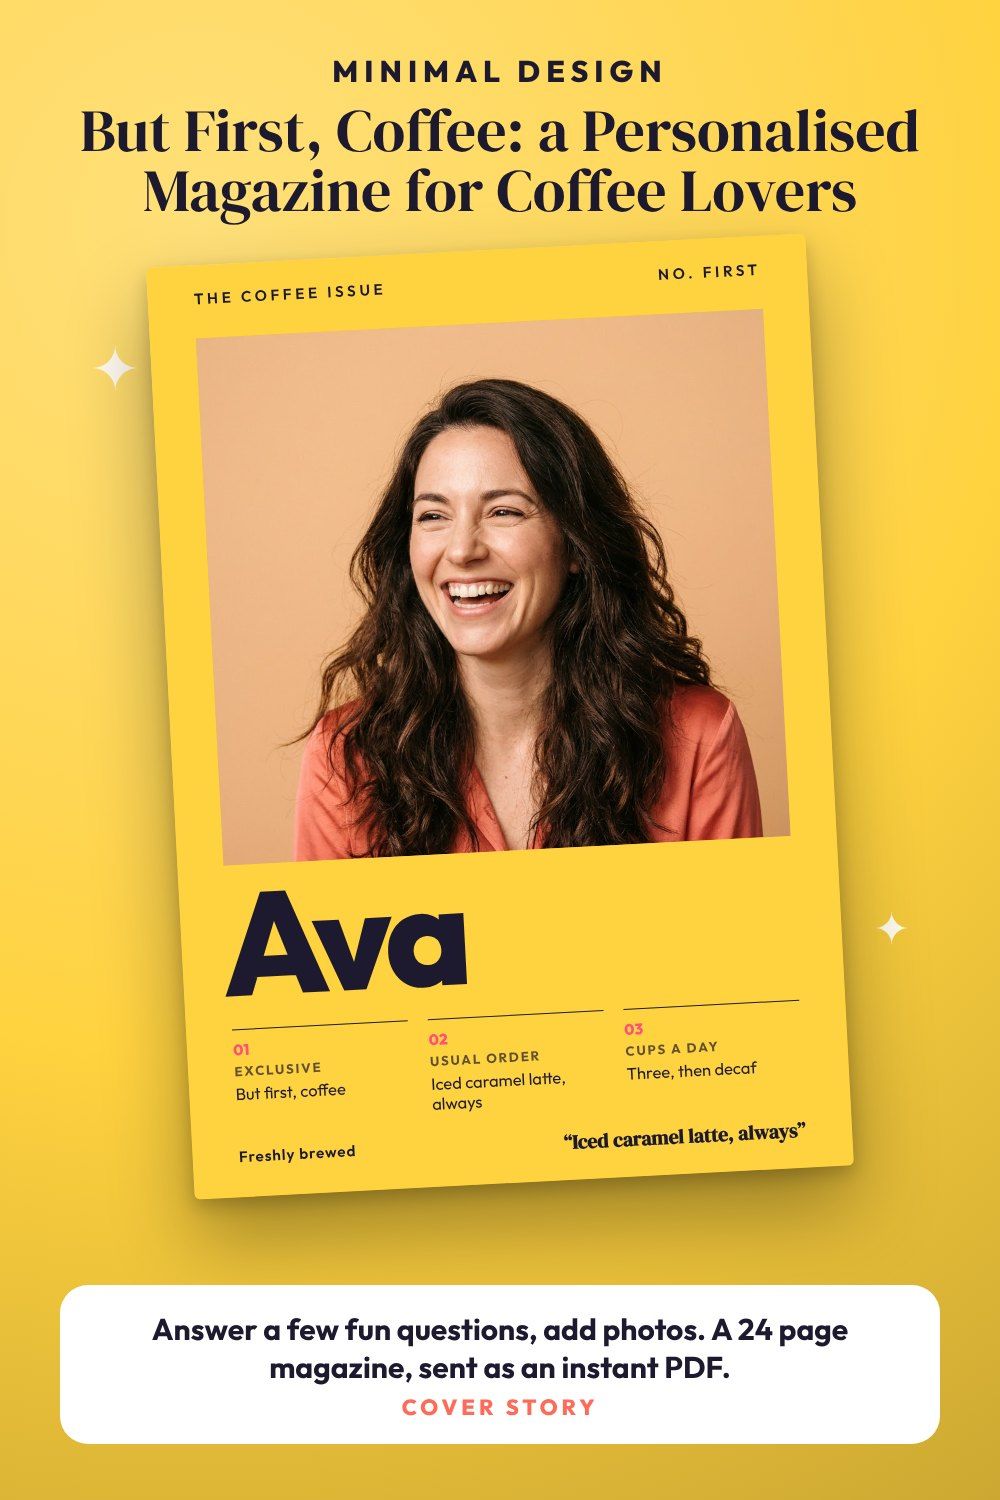 MINIMAL DESIGN
But First, Coffee: a Personalised
Magazine for Coffee Lovers
THE COFFEE ISSUE
NO. FIRST
Ava
01
EXCLUSIVE
But first, coffee
02
USUAL ORDER
Iced caramel latte,
always
03
CUPS A DAY
Three, then decaf
Freshly brewed
“Iced caramel latte, always”
Answer a few fun questions, add photos. A 24 page
magazine, sent as an instant PDF.
COVER STORY